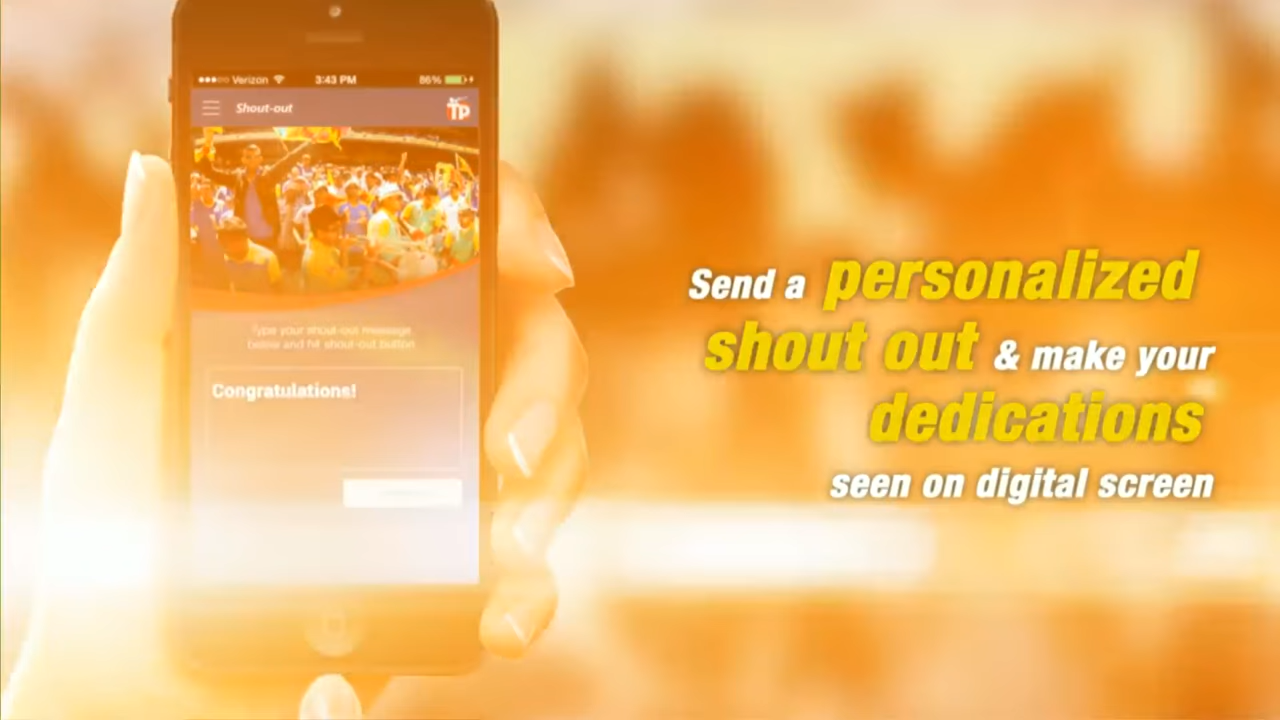 Verizon 3:43 PM 86%
Shout-out
TP
Type your shout-out message
below and hit shout-out button
Congratulations!
Send a personalized
shout out & make your
dedications
seen on digital screen